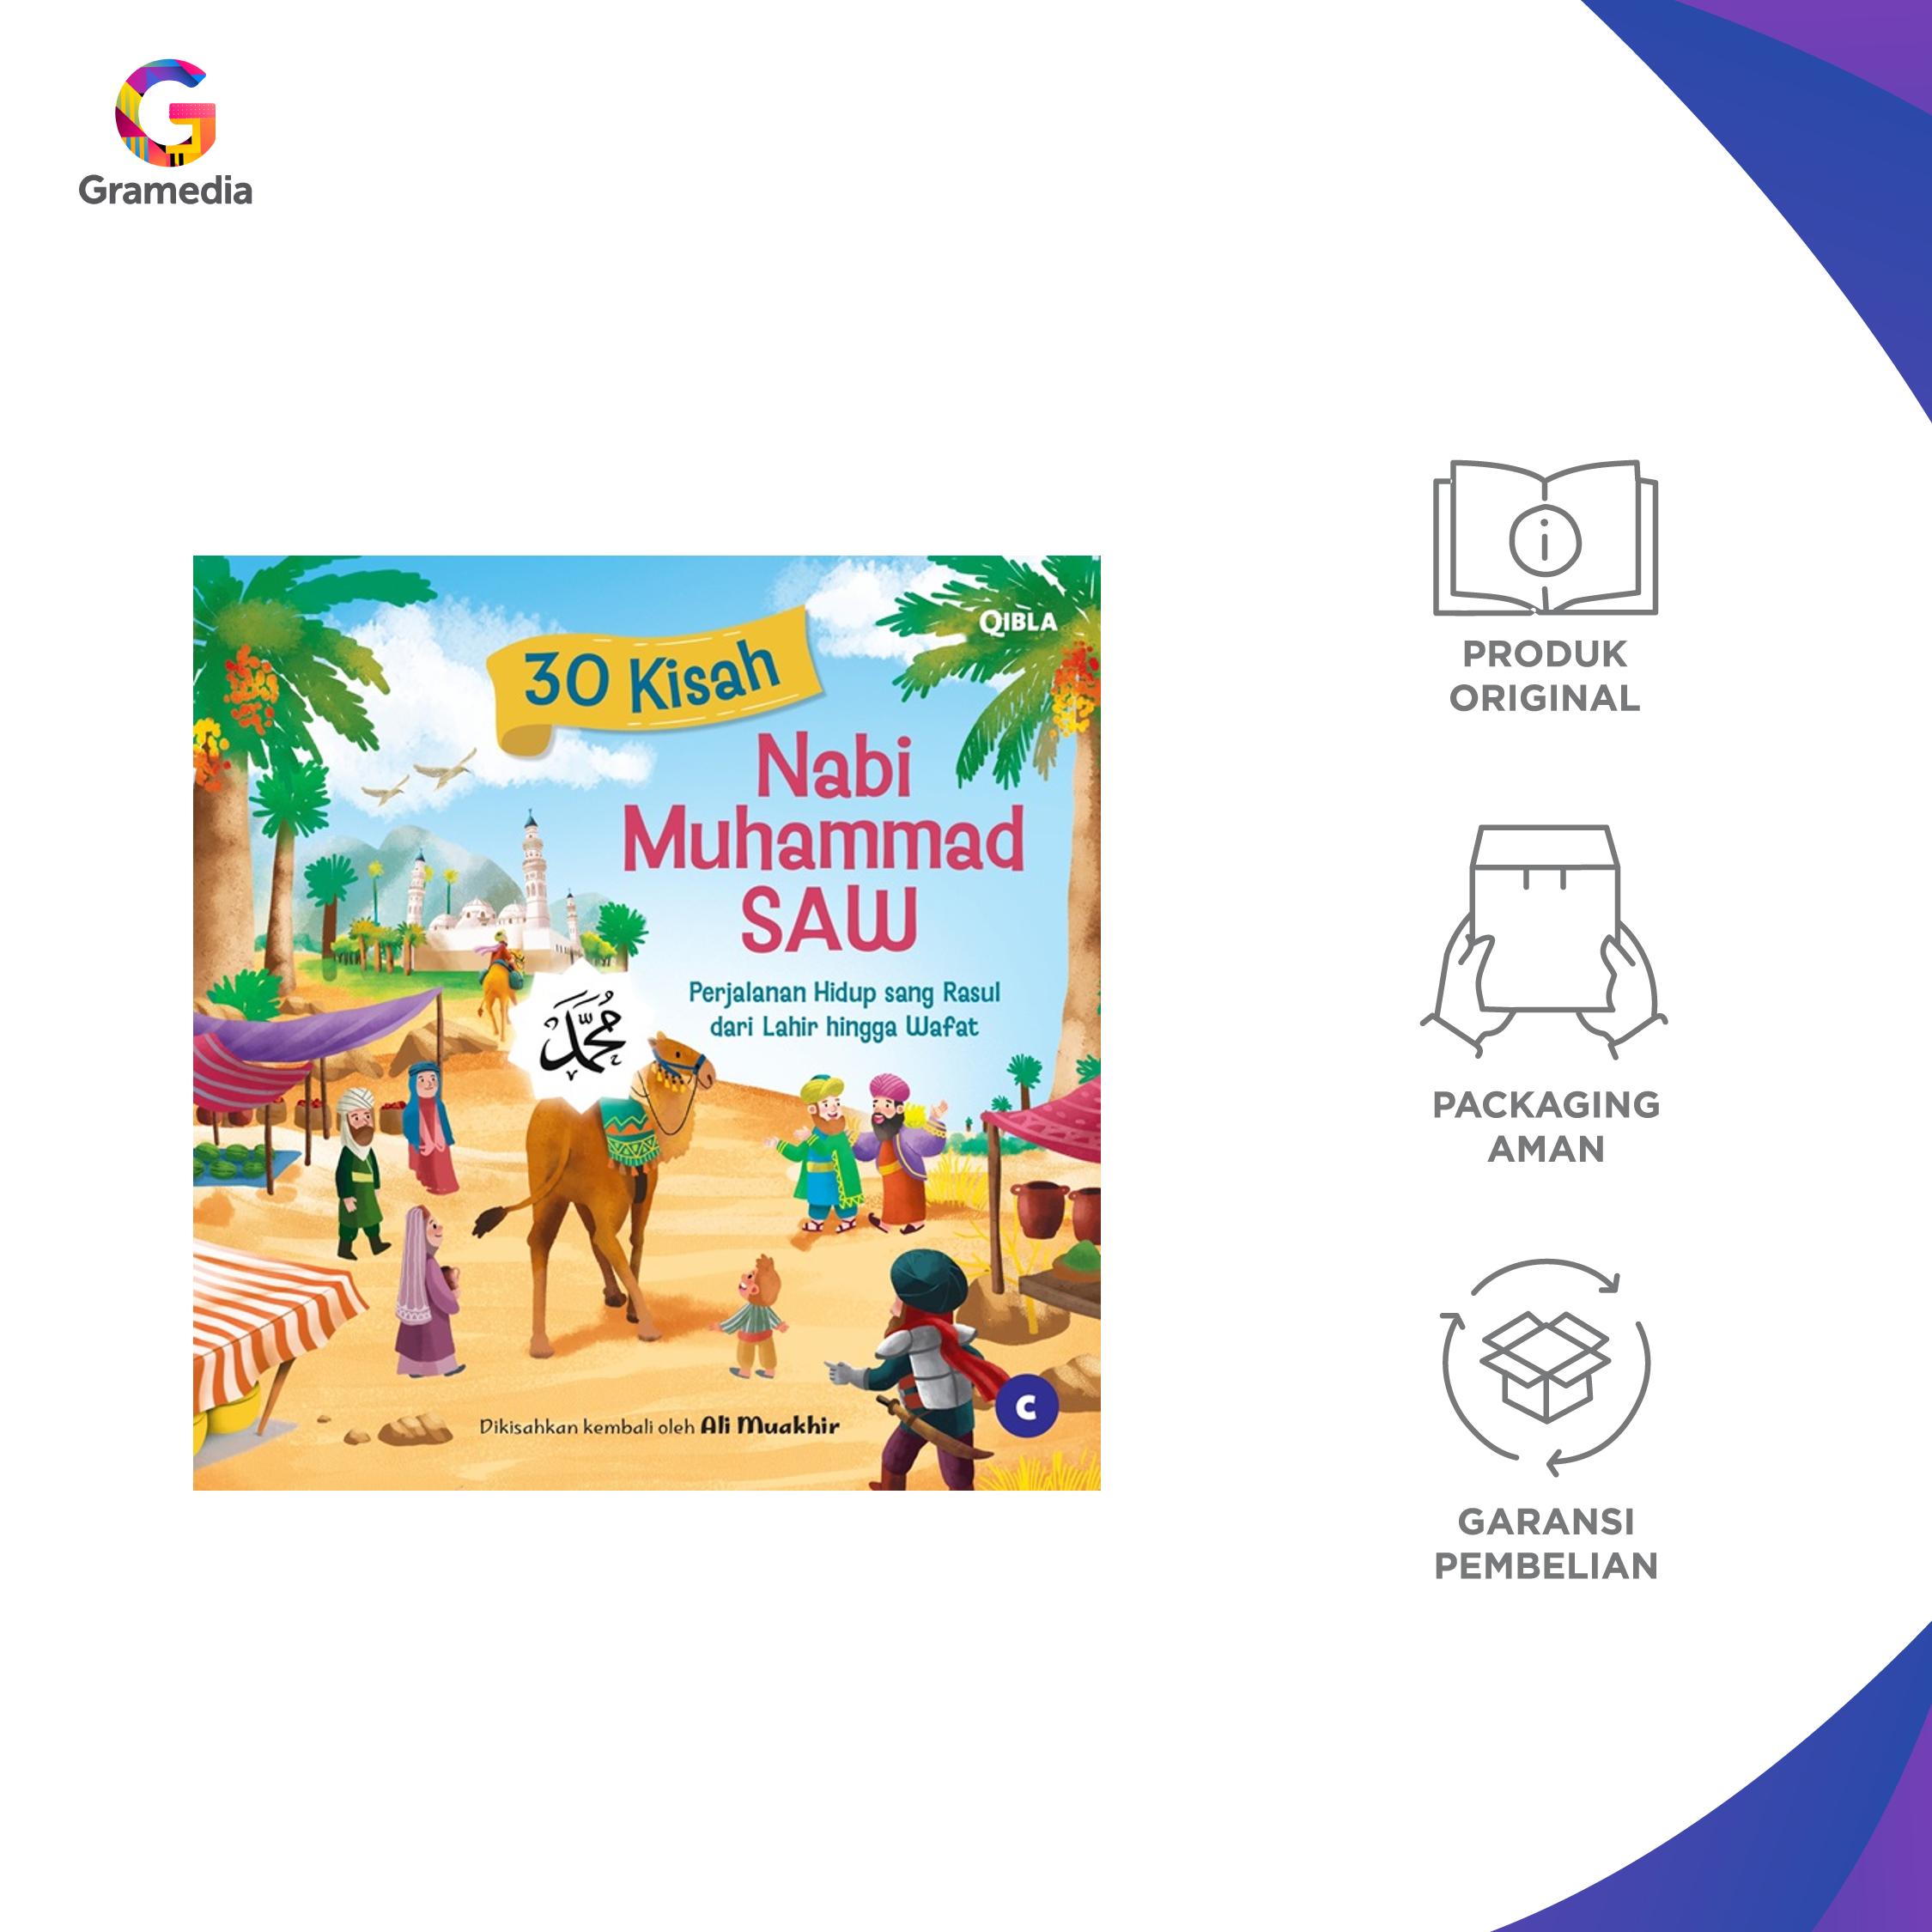 Gramedia
QIBLA
30 Kisah
Nabi
Muhammad
SAW
Perjalanan Hidup sang Rasul
dari Lahir hingga Wafat
مُحَمَّد
Dikisahkan kembali oleh Ali Muakhir
C
PRODUK
ORIGINAL
PACKAGING
AMAN
GARANSI
PEMBELIAN